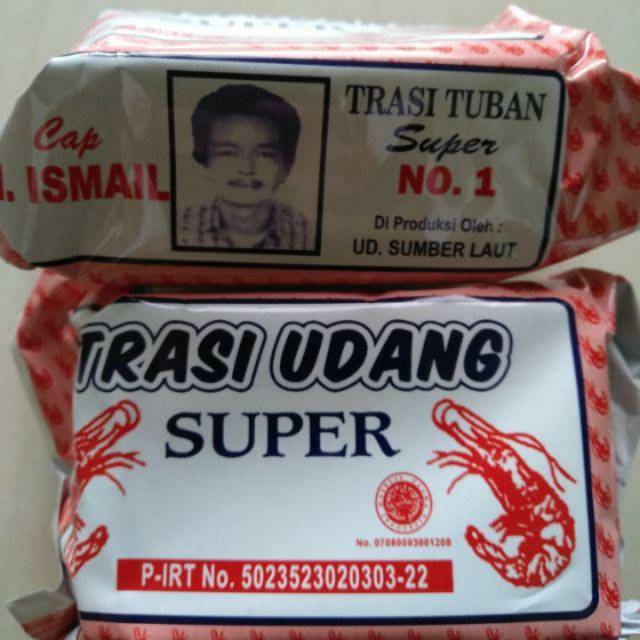 SUPER
Cap
ISMAIL
TRASI TUBAN
Super
NO. 1
Di Produksi Oleh :
UD. SUMBER LAUT
TRASI UDANG
SUPER
No. 07060003001208
P-IRT No. 5023523020303-22